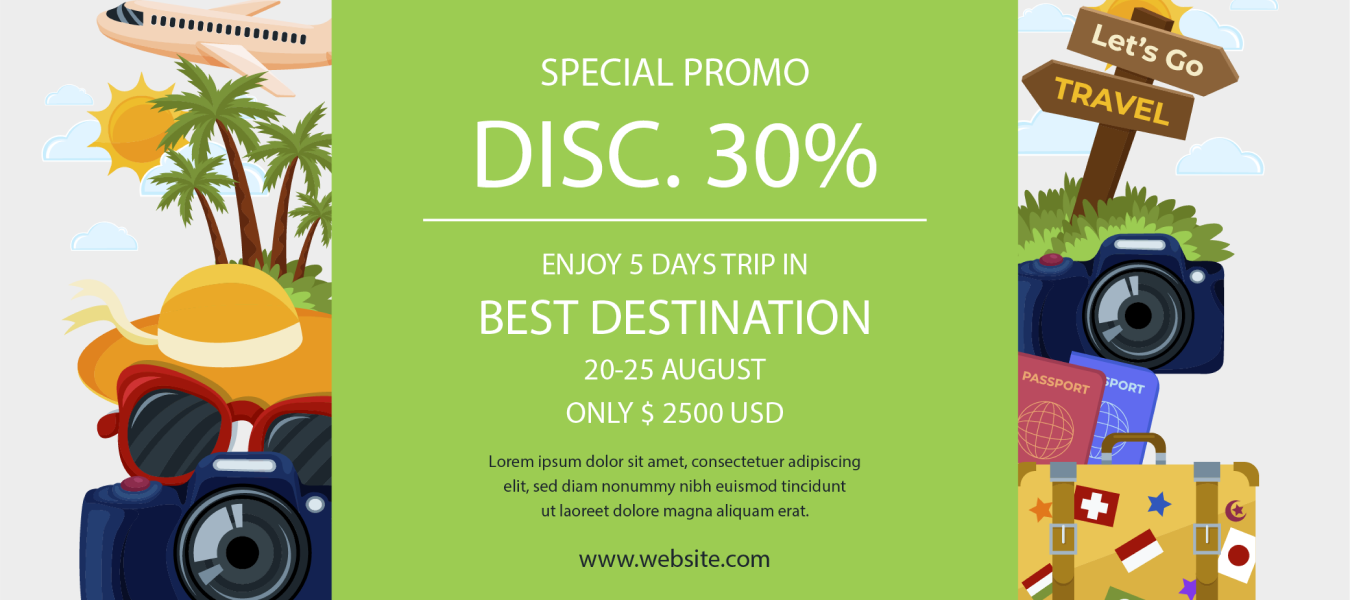 SPECIAL PROMO
DISC. 30%
ENJOY 5 DAYS TRIP IN
BEST DESTINATION
20-25 AUGUST
ONLY $ 2500 USD
Lorem ipsum dolor sit amet, consectetuer adipiscing
elit, sed diam nonummy nibh euismod tincidunt
ut laoreet dolore magna aliquam erat.
www.website.com
Let's Go
TRAVEL
PASSPORT
SPORT